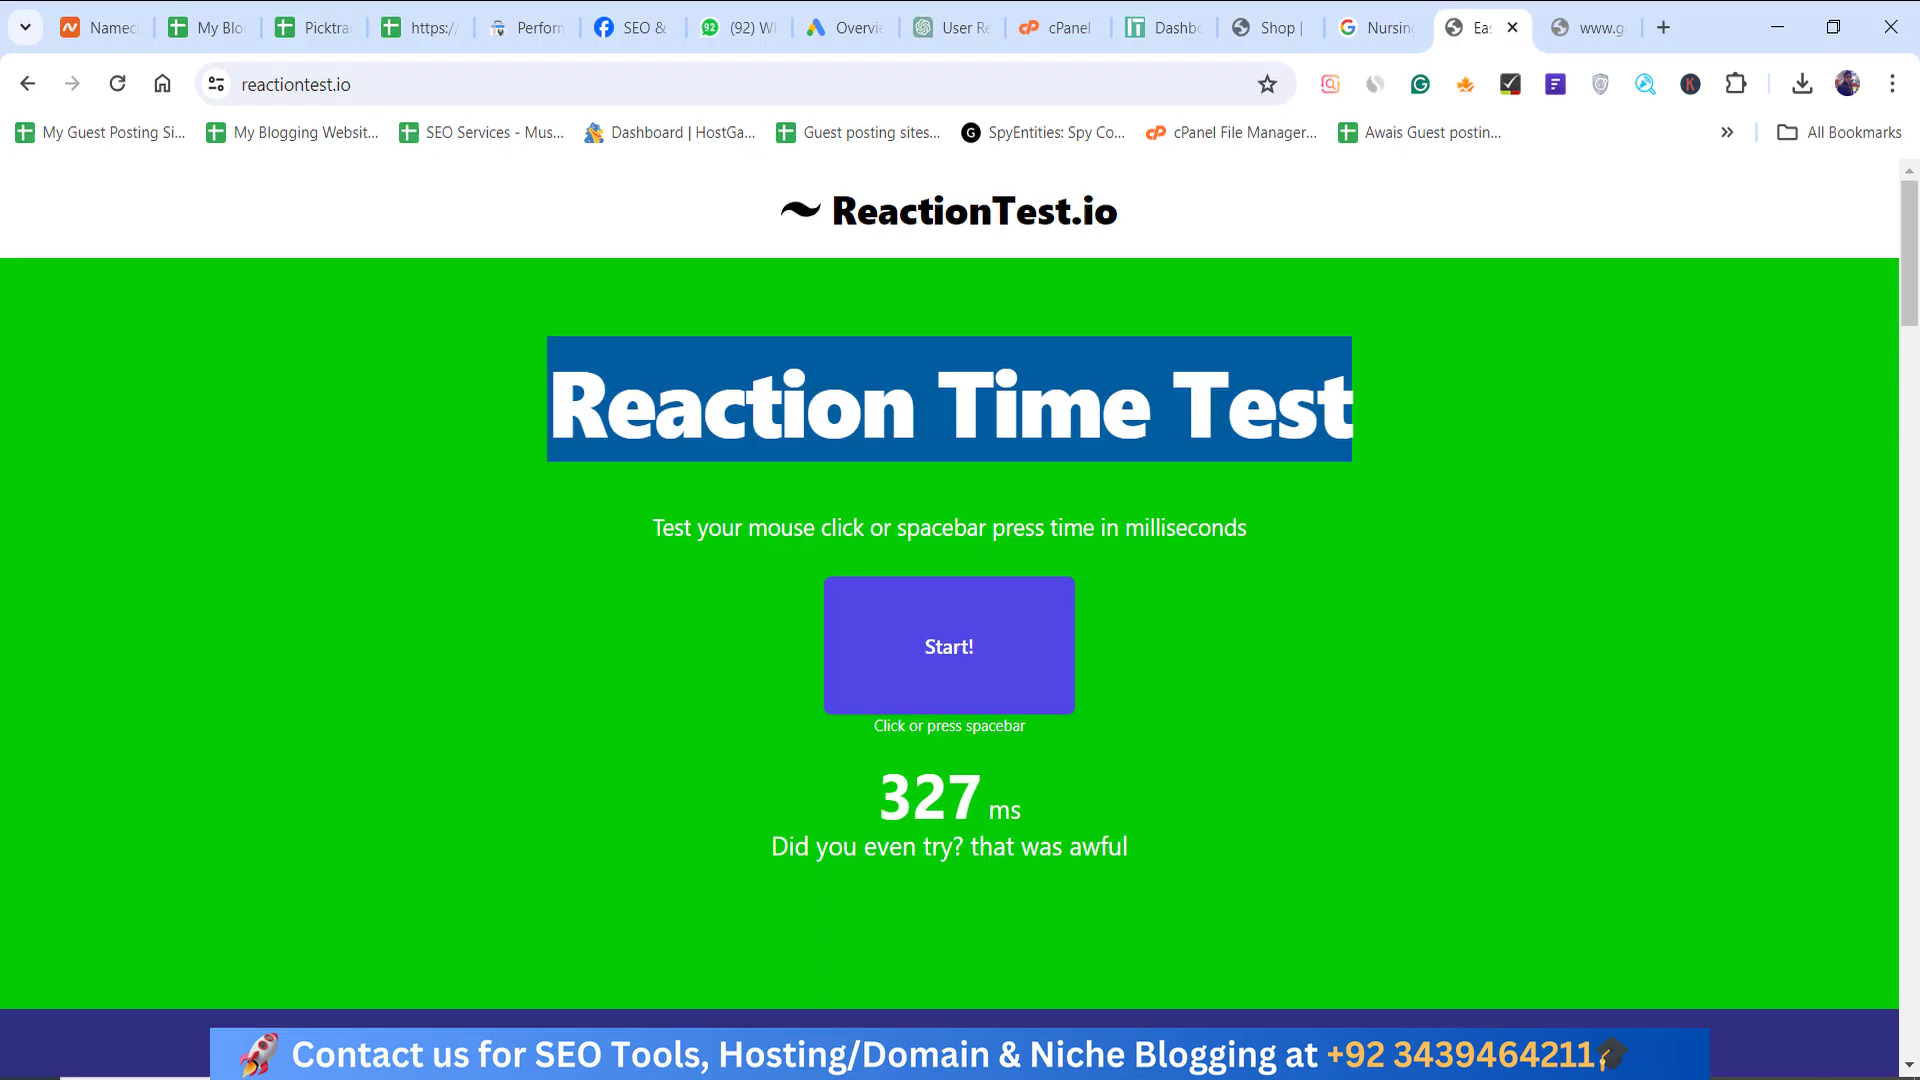 Namec
My Blo
Picktra
https:/
Perforn
SEO &
(92) W
Overvi
User Re
cPanel
Dashbo
Shop |
Nursin
Eas
www.g
reactiontest.io
My Guest Posting Si...
My Blogging Websit...
SEO Services - Mus...
Dashboard | HostGa...
Guest posting sites...
SpyEntities: Spy Co...
cPanel File Manager...
Awais Guest postin...
All Bookmarks
ReactionTest.io
Reaction Time Test
Test your mouse click or spacebar press time in milliseconds
Start!
Click or press spacebar
327 ms
Did you even try? that was awful
Contact us for SEO Tools, Hosting/Domain & Niche Blogging at +92 3439464211